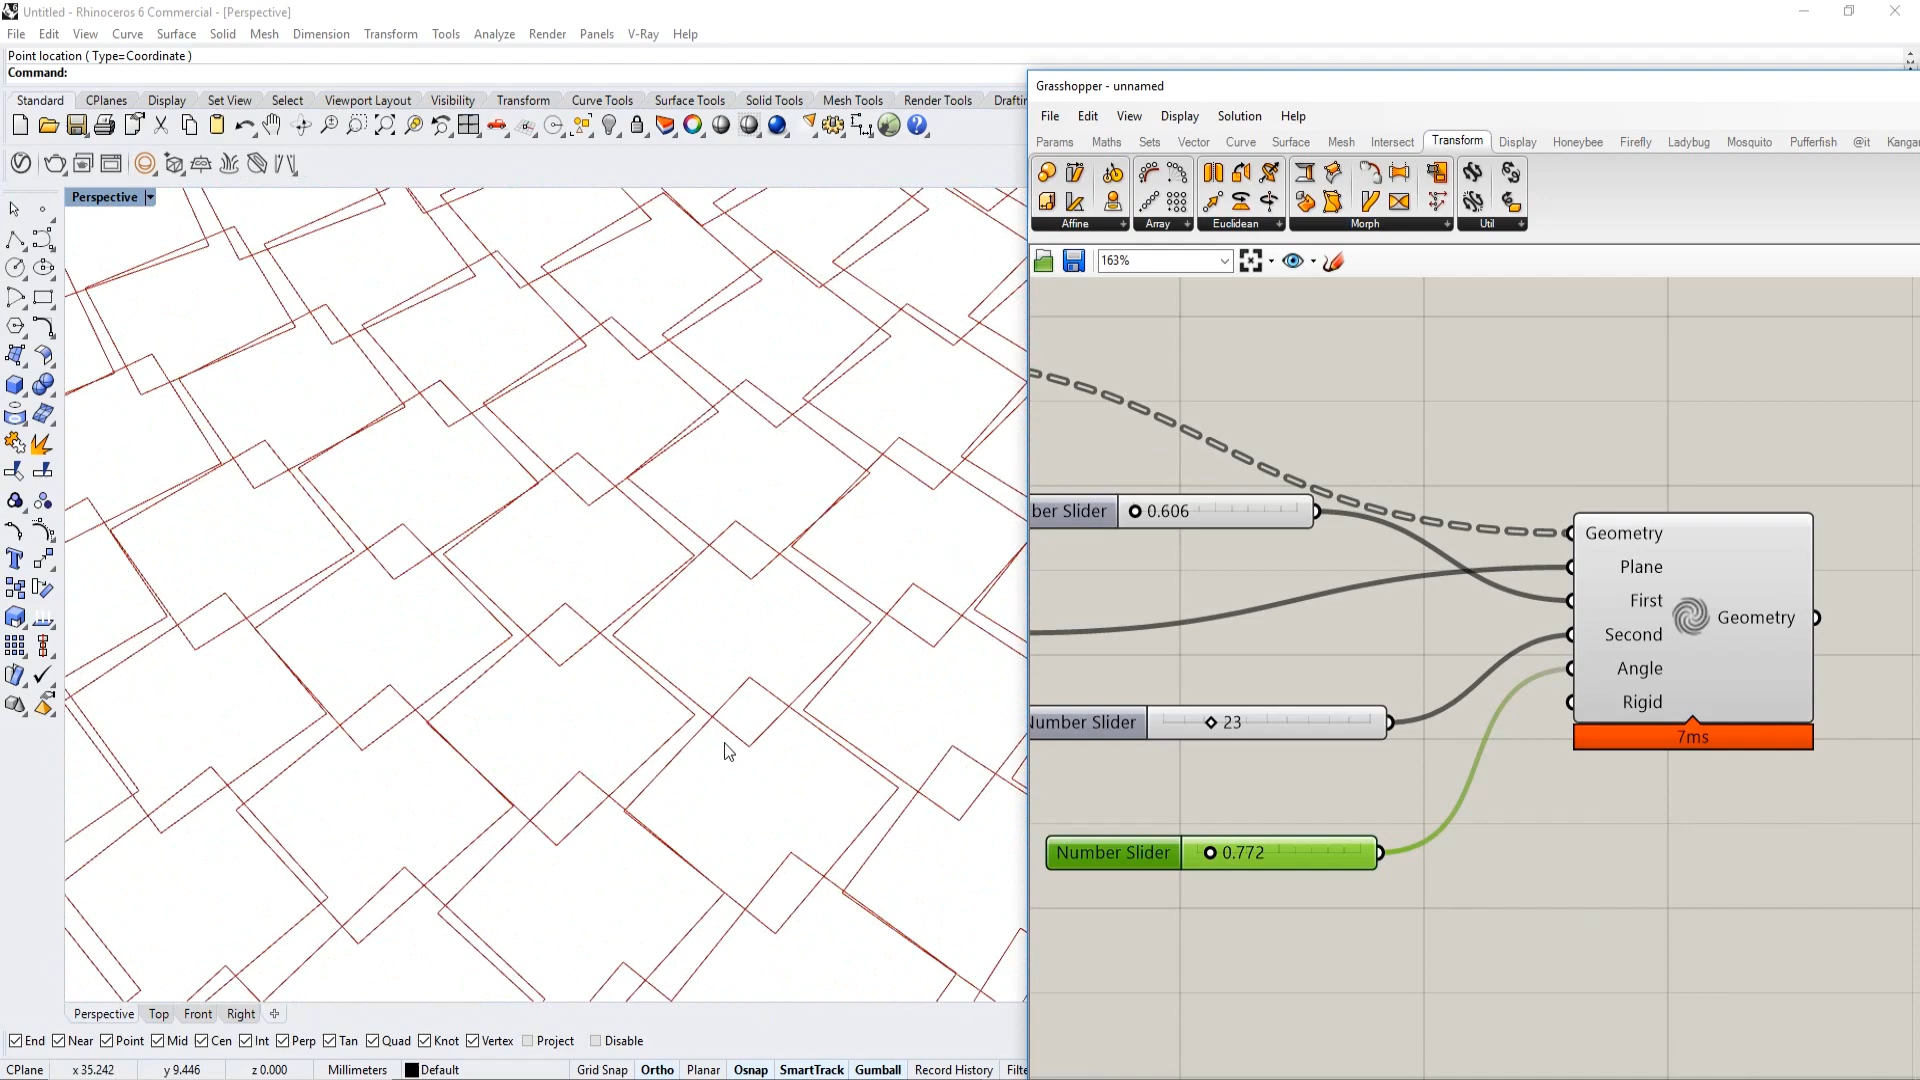 Untitled - Rhinoceros 6 Commercial - [Perspective]
File Edit View Curve Surface Solid Mesh Dimension Transform Tools Analyze Render Panels V-Ray Help
Point location ( Type=Coordinate )
Command:
Standard CPlanes Display Set View Select Viewport Layout Visibility Transform Curve Tools Surface Tools Solid Tools Mesh Tools Render Tools Draftin
Perspective
Grasshopper - unnamed
File Edit View Display Solution Help
Params Maths Sets Vector Curve Surface Mesh Intersect Transform Display Honeybee Firefly Ladybug Mosquito Pufferfish @it Kangar
Affine Array Euclidean Morph Util
163%
ber Slider 0.606
Geometry
Plane
First
Second
Angle
Rigid
Geometry
7ms
Number Slider 23
Number Slider 0.772
Perspective Top Front Right
End Near Point Mid Cen Int Perp Tan Quad Knot Vertex Project Disable
CPlane x 35.242 y 9.446 z 0.000 Millimeters Default Grid Snap Ortho Planar Osnap SmartTrack Gumball Record History Filte